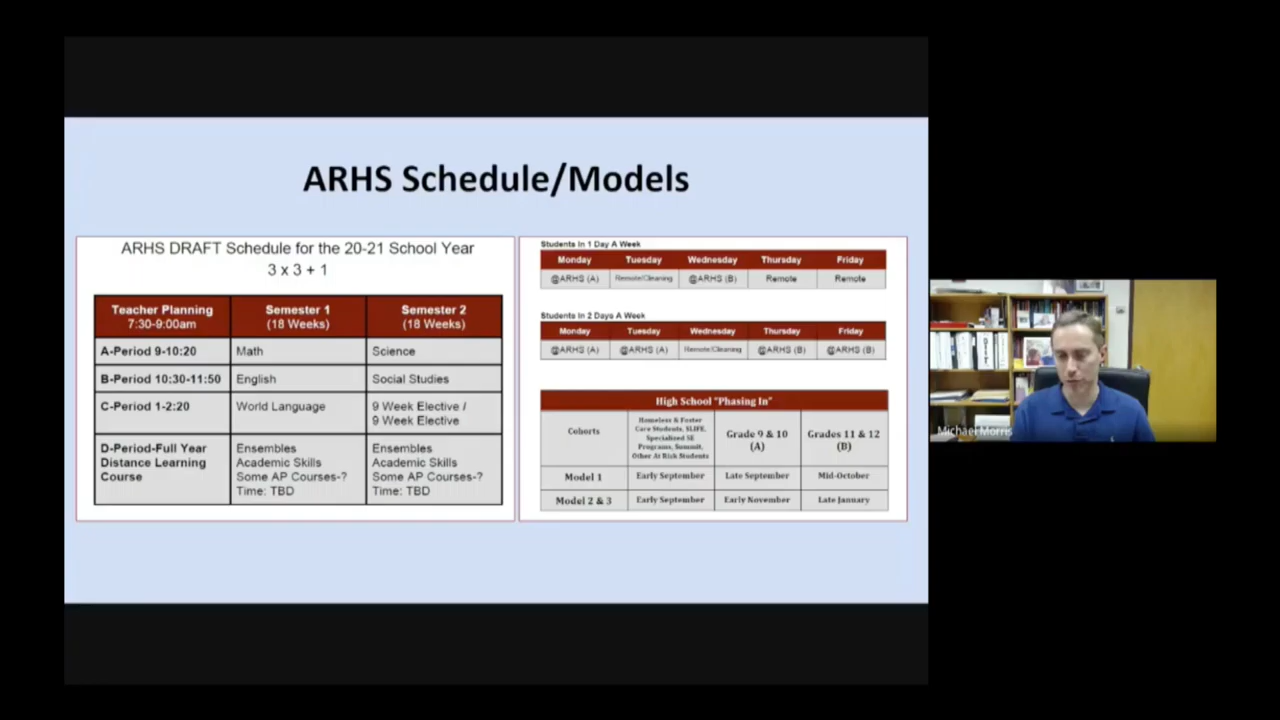 ARHS Schedule/Models
ARHS DRAFT Schedule for the 20-21 School Year
3 x 3 + 1
Teacher Planning Semester 1 Semester 2
7:30-9:00am (18 Weeks) (18 Weeks)
A-Period 9-10:20 Math Science
B-Period 10:30-11:50 English Social Studies
C-Period 1-2:20 World Language 9 Week Elective /
9 Week Elective
D-Period-Full Year Ensembles Ensembles
Distance Learning Academic Skills Academic Skills
Course Some AP Courses-? Some AP Courses-?
Time: TBD Time: TBD
Students In 1 Day A Week
Monday Tuesday Wednesday Thursday Friday
@ARHS (A) Remote/Cleaning @ARHS (B) Remote Remote
Students In 2 Days A Week
Monday Tuesday Wednesday Thursday Friday
@ARHS (A) @ARHS (A) Remote/Cleaning @ARHS (B) @ARHS (B)
High School "Phasing In"
Cohorts
Homeless & Foster
Care Students, SLIFE,
Specialized SE
Programs, Summit,
Other At Risk Students
Grade 9 & 10
(A)
Grades 11 & 12
(B)
Model 1 Early September Late September Mid-October
Model 2 & 3 Early September Early November Late January
Michael Morris